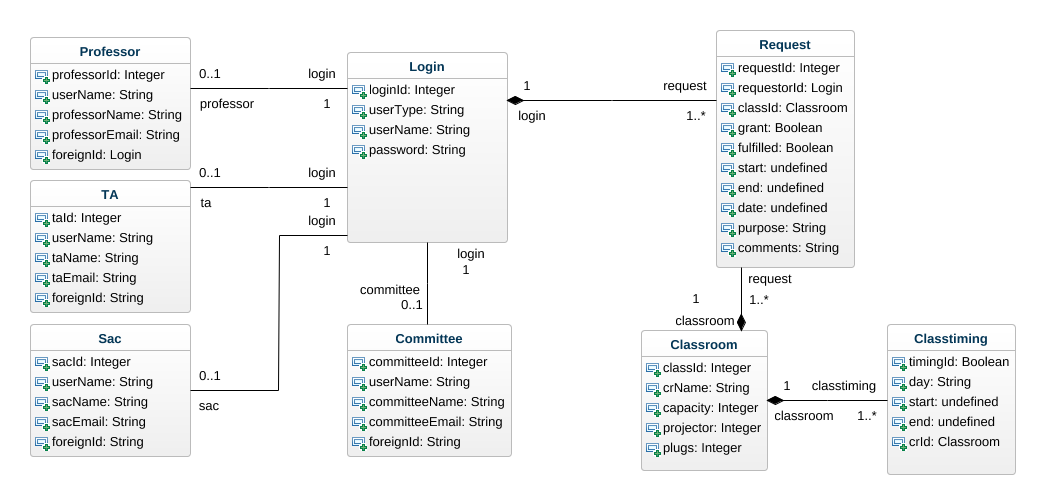 Professor
professorId: Integer
userName: String
professorName: String
professorEmail: String
foreignId: Login
0..1
login
professor
1
Login
loginId: Integer
userType: String
userName: String
password: String
1
request
login
1..*
Request
requestId: Integer
requestorId: Login
classId: Classroom
grant: Boolean
fulfilled: Boolean
start: undefined
end: undefined
date: undefined
purpose: String
comments: String
TA
taId: Integer
userName: String
taName: String
taEmail: String
foreignId: String
0..1
login
ta
1
login
1
login
1
committee
0..1
request
1
1..*
classroom
Sac
sacId: Integer
userName: String
sacName: String
sacEmail: String
foreignId: String
0..1
sac
Committee
committeeId: Integer
userName: String
committeeName: String
committeeEmail: String
foreignId: String
Classroom
classId: Integer
crName: String
capacity: Integer
projector: Integer
plugs: Integer
1
classtiming
classroom
1..*
Classtiming
timingId: Boolean
day: String
start: undefined
end: undefined
crId: Classroom